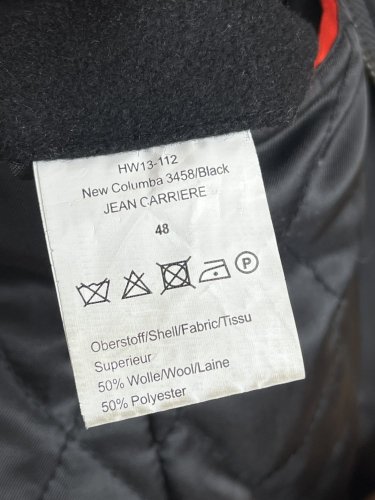 HW13-112
New Columba 3458/Black
JEAN CARRIERE
48
P
Oberstoff/Shell/Fabric/Tissu
Superieur
50% Wolle/Wool/Laine
50% Polyester